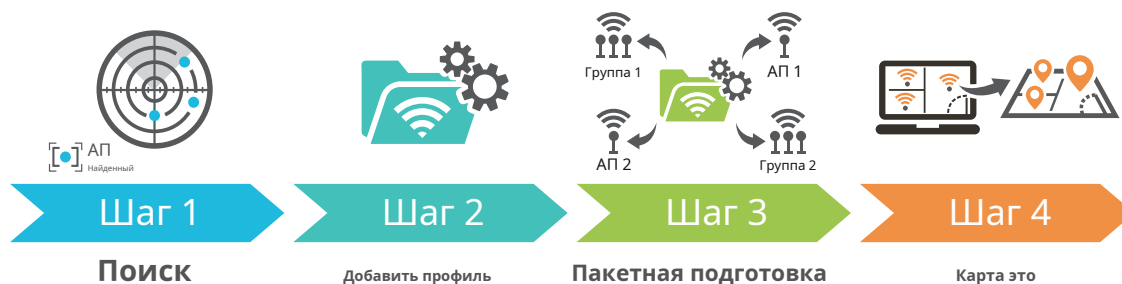 Группа 1
АП 1
АП
Найденный
АП 2
Группа 2
Шаг 1
Шаг 2
Шаг 3
Шаг 4
Поиск
Добавить профиль
Пакетная подготовка
Карта это